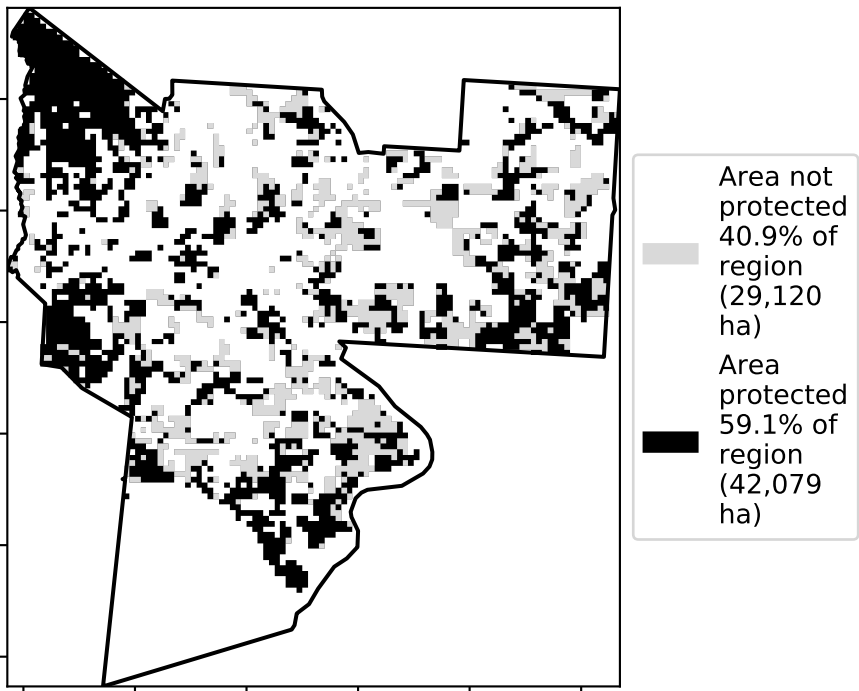 Area not
protected
40.9% of
region
(29,120
ha)
Area
protected
59.1% of
region
(42,079
ha)